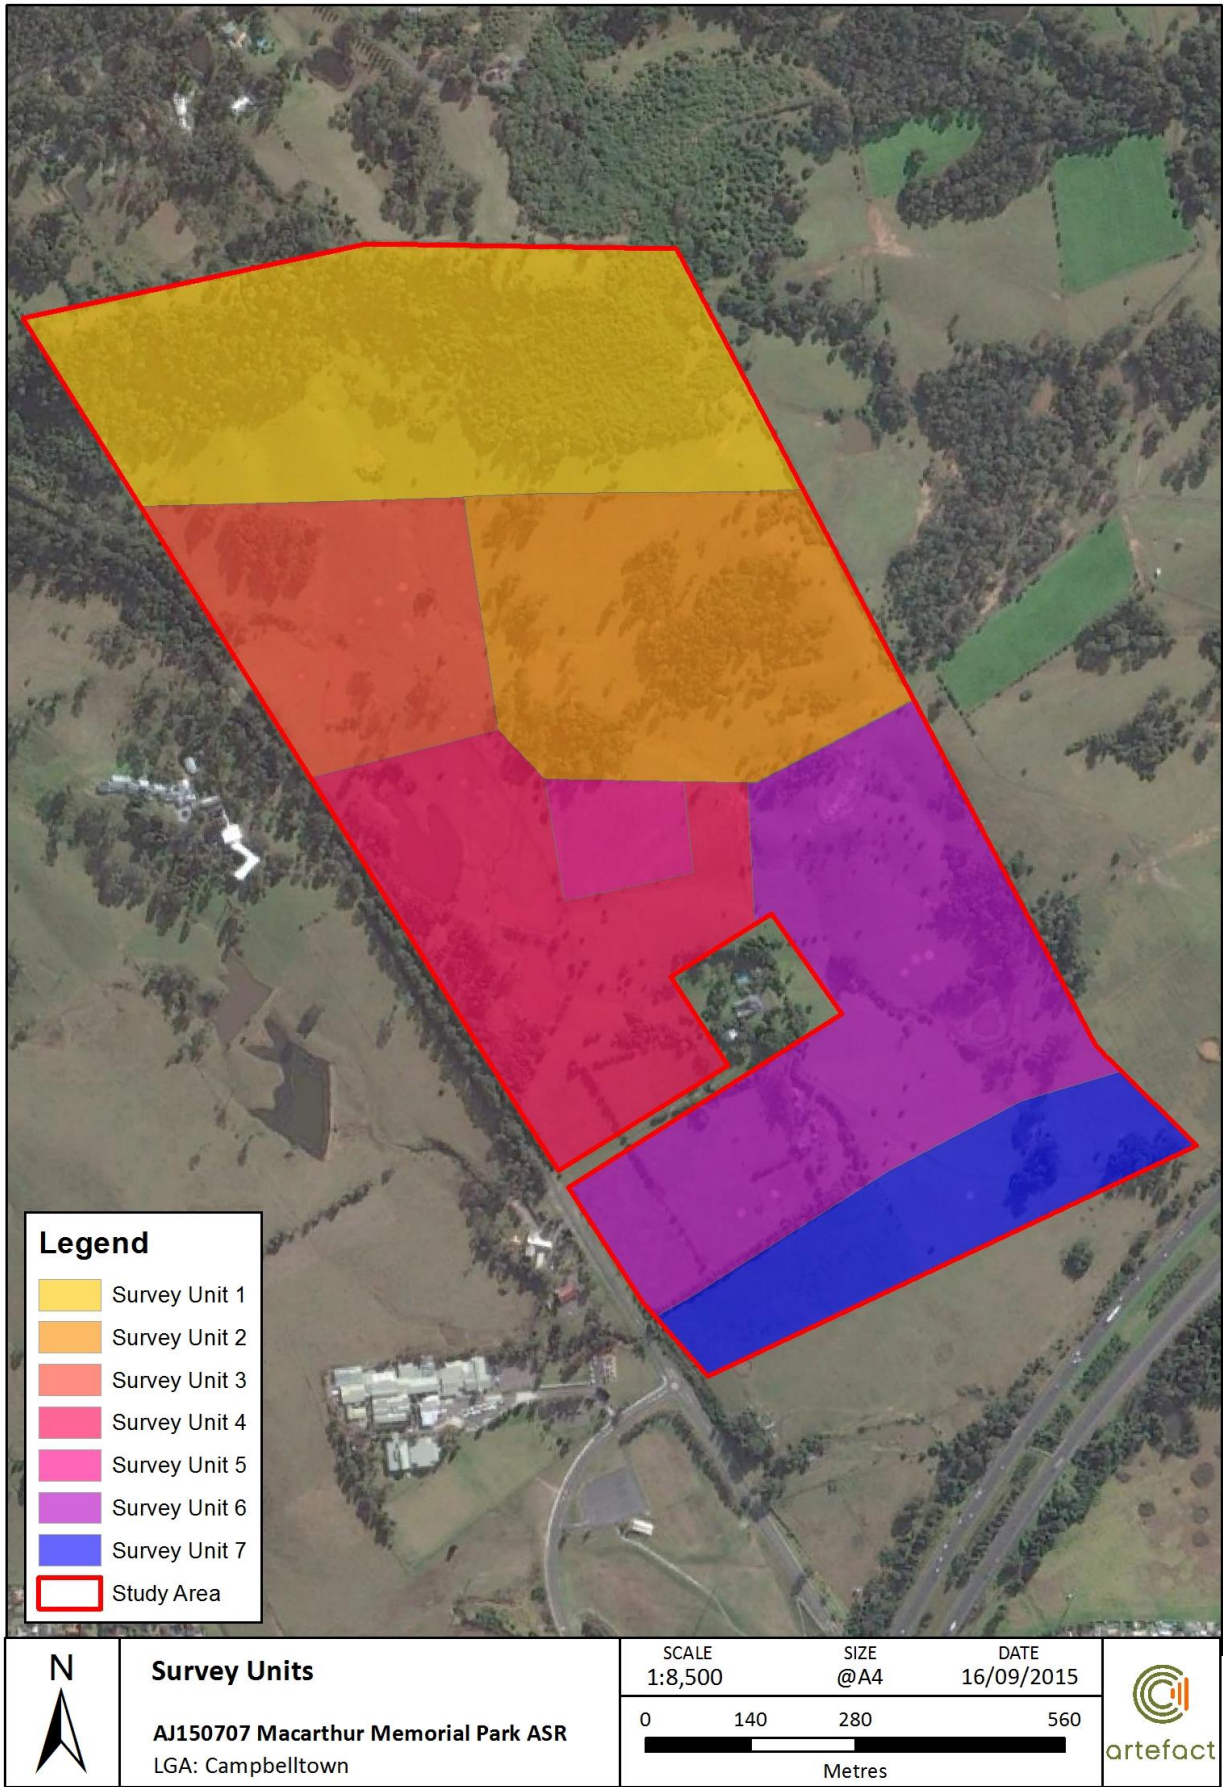 Legend
Survey Unit 1
Survey Unit 2
Survey Unit 3
Survey Unit 4
Survey Unit 5
Survey Unit 6
Survey Unit 7
Study Area
N
Survey Units
AJ150707 Macarthur Memorial Park ASR
LGA: Campbelltown
SCALE SIZE DATE
1:8,500 @A4 16/09/2015
0 140 280 560
Metres
artefact